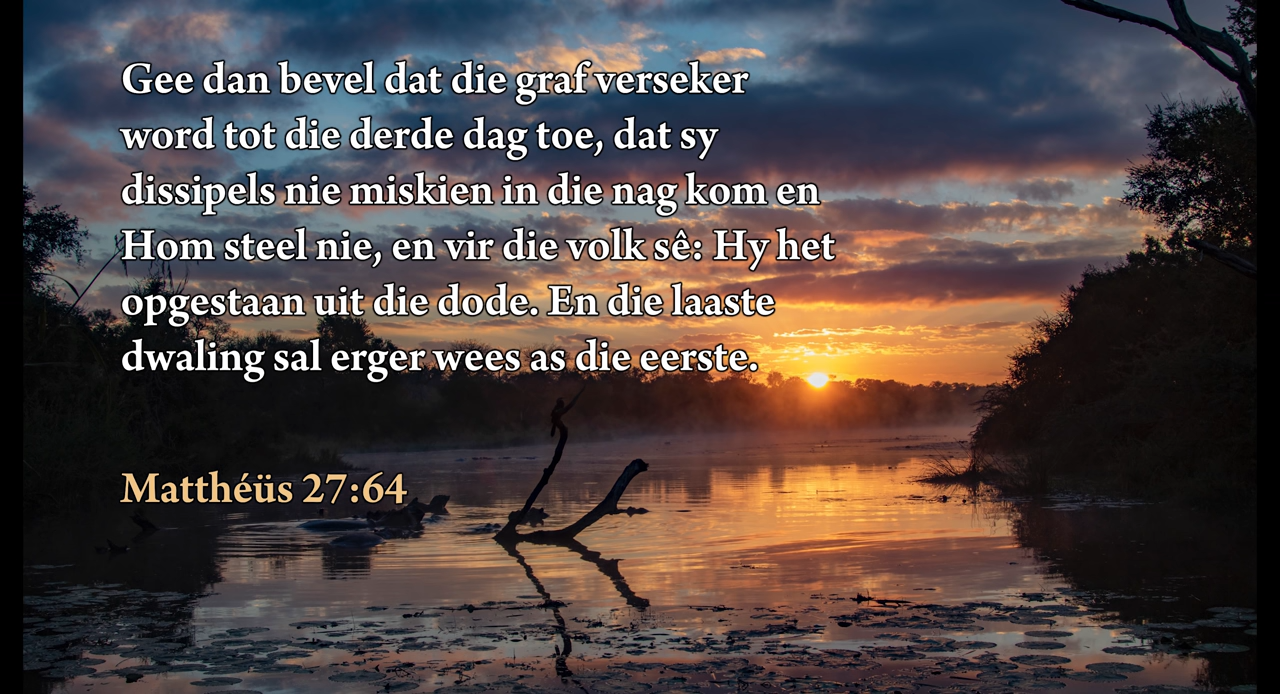 Gee dan bevel dat die graf verseker
word tot die derde dag toe, dat sy
dissipels nie miskien in die nag kom en
Hom steel nie, en vir die volk sê: Hy het
opgestaan uit die dode. En die laaste
dwaling sal erger wees as die eerste.
Matthéüs 27:64